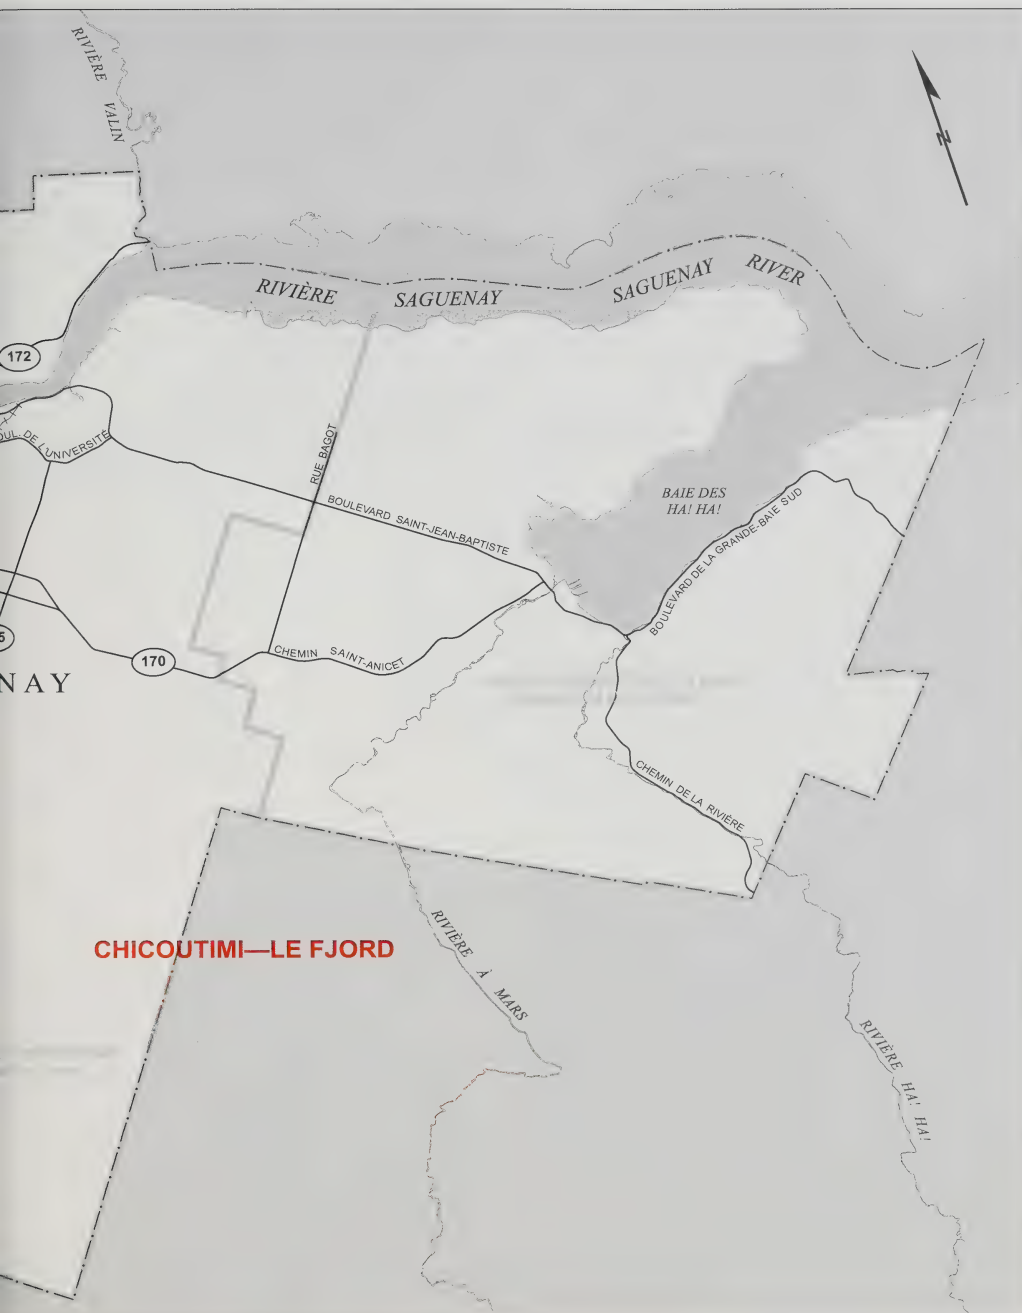 RIVIÈRE VALIN
RIVIÈRE SAGUENAY
SAGUENAY RIVER
172
OUL. DE L'UNIVERSITÉ
RUE BAGOT
BOULEVARD SAINT-JEAN-BAPTISTE
BAIE DES
HA! HA!
BOULEVARD DE LA GRANDE-BAIE SUD
5
170
CHEMIN SAINT-ANICET
NAY
CHEMIN DE LA RIVIÈRE
CHICOUTIMI—LE FJORD
RIVIÈRE À MARS
RIVIÈRE HA! HA!
N